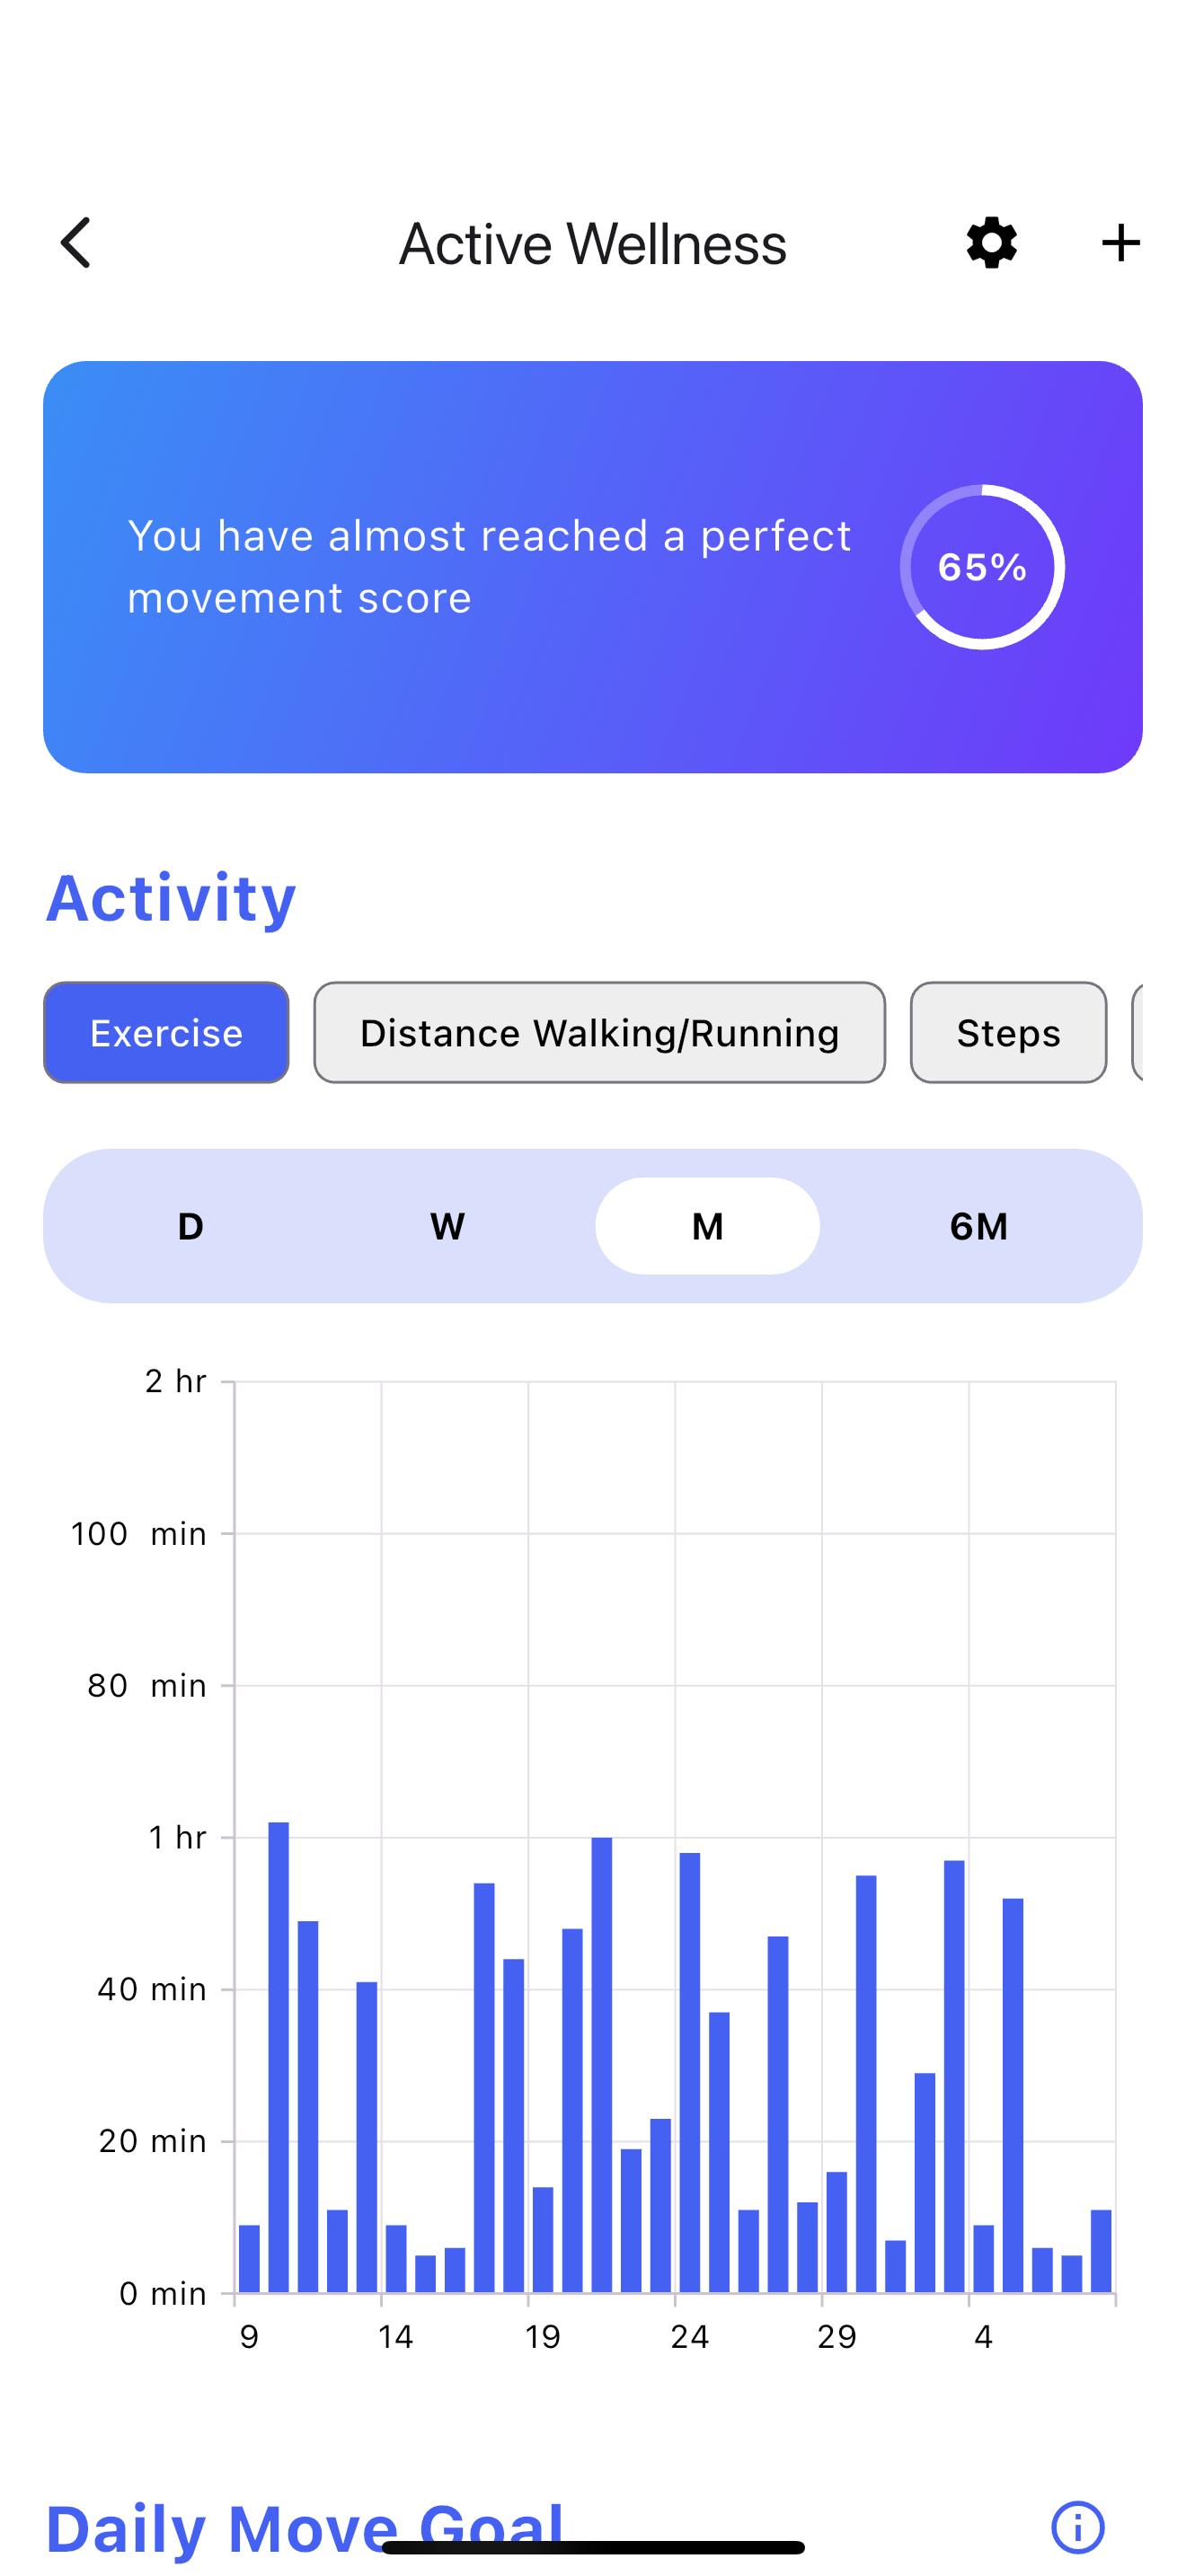 Active Wellness
You have almost reached a perfect
movement score
65%
Activity
Exercise
Distance Walking/Running
Steps
D W M 6M
2 hr
100 min
80 min
1 hr
40 min
20 min
0 min
9 14 19 24 29 4
Daily Move Goal